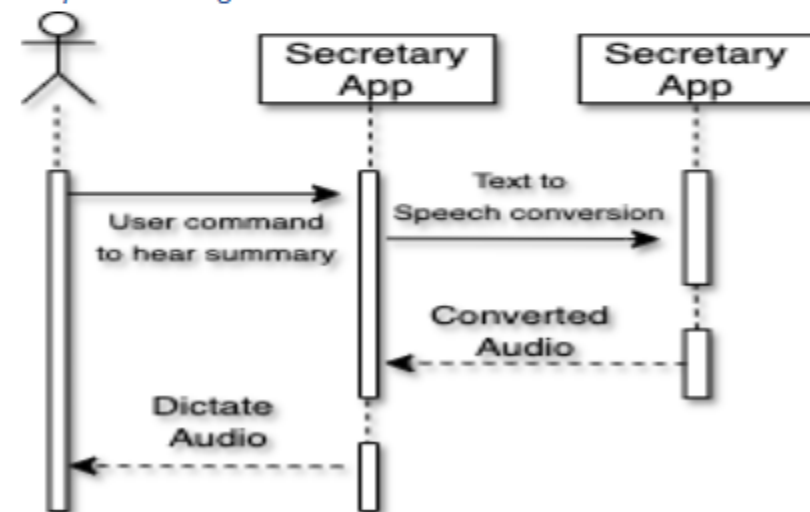 Secretary
App
Secretary
App
User command
to hear summary
Text to
Speech conversion
Converted
Audio
Dictate
Audio